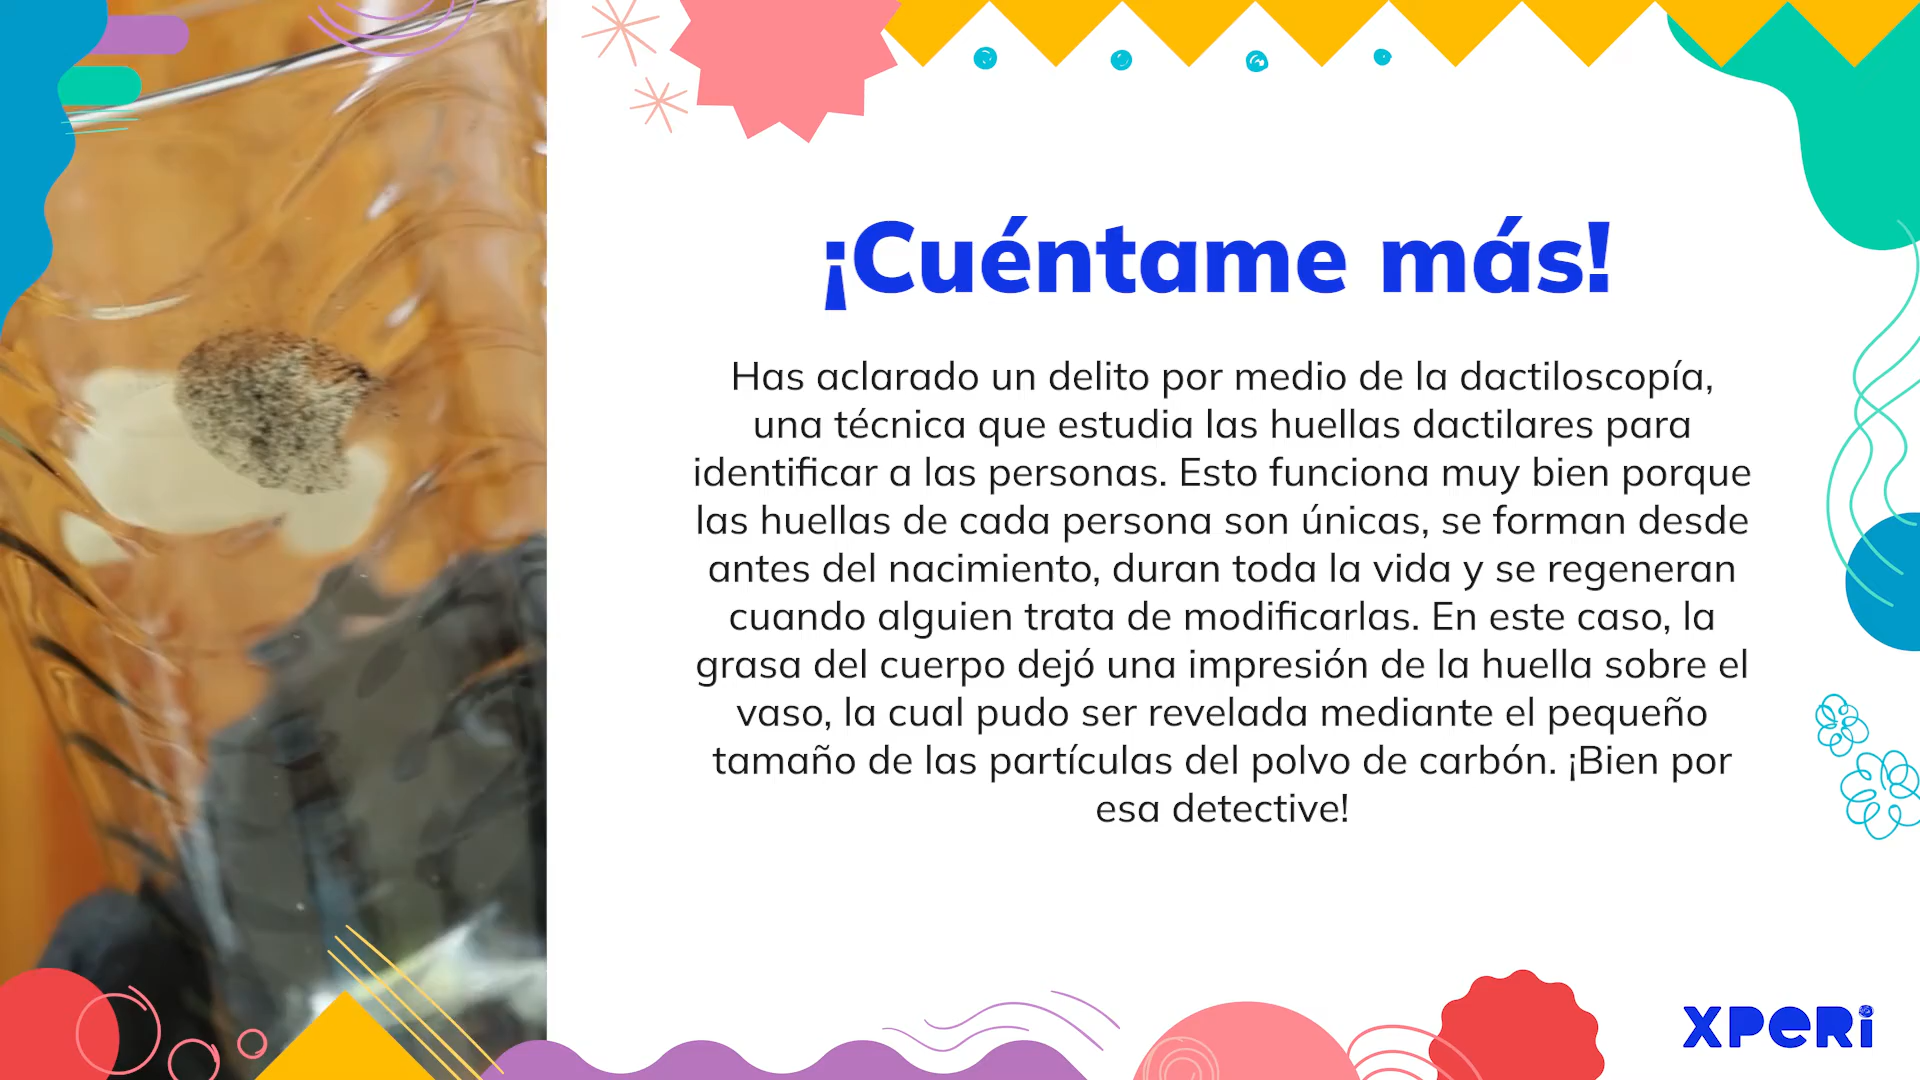 ¡Cuéntame más!
Has aclarado un delito por medio de la dactiloscopía,
una técnica que estudia las huellas dactilares para
identificar a las personas. Esto funciona muy bien porque
las huellas de cada persona son únicas, se forman desde
antes del nacimiento, duran toda la vida y se regeneran
cuando alguien trata de modificarlas. En este caso, la
grasa del cuerpo dejó una impresión de la huella sobre el
vaso, la cual pudo ser revelada mediante el pequeño
tamaño de las partículas del polvo de carbón. ¡Bien por
esa detective!
XPeRi